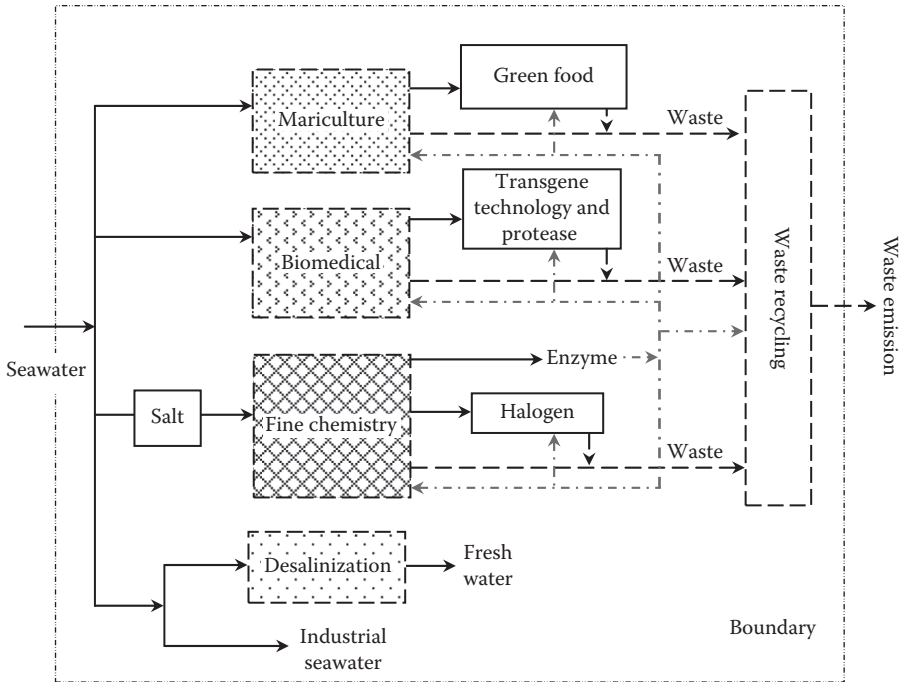 Green food
Mariculture
Waste
Transgene
technology and
protease
Biomedical
Waste
Waste recycling
Waste emission
Seawater
Enzyme
Salt
Fine chemistry
Halogen
Waste
Desalinization
Fresh
water
Industrial
seawater
Boundary